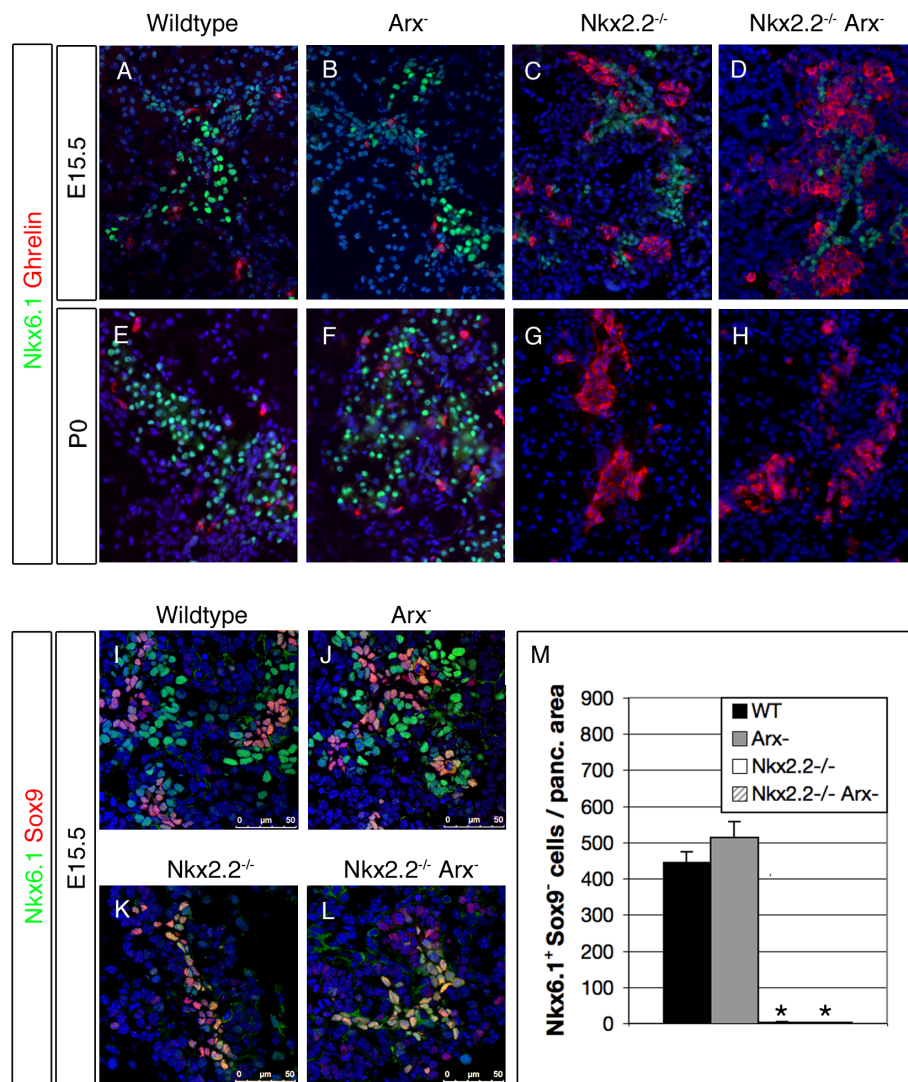 Wildtype Arx⁻ Nkx2.2⁻/⁻ Nkx2.2⁻/⁻ Arx⁻
Nkx6.1 Ghrelin
E15.5
A B C D
P0
E F G H
Wildtype Arx⁻
Nkx6.1 Sox9
E15.5
I J
0 µm 50 0 µm 50
Nkx2.2⁻/⁻ Nkx2.2⁻/⁻ Arx⁻
K L
0 µm 50 0 µm 50
M
Nkx6.1⁺ Sox9⁻ cells / panc. area
900
800
700
600
500
400
300
200
100
0
WT
Arx-
Nkx2.2-/-
Nkx2.2-/- Arx-
* *